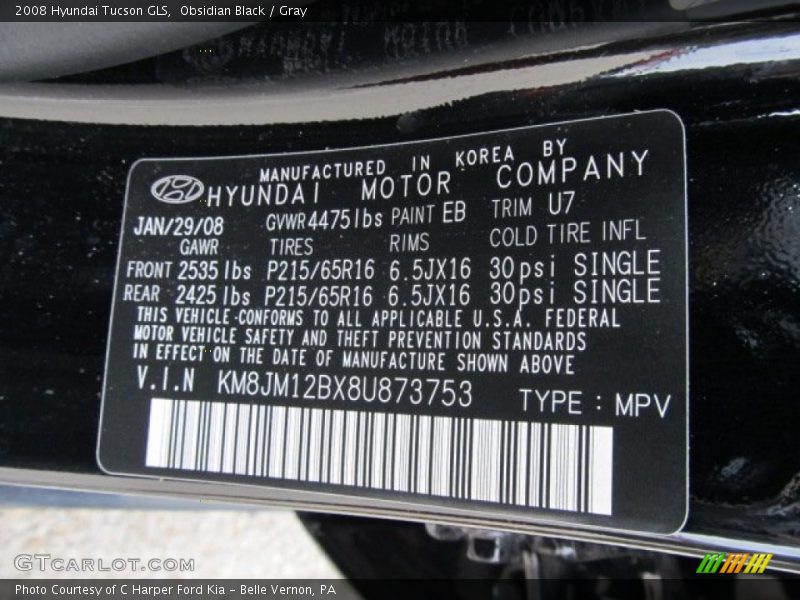 2008 Hyundai Tucson GLS, Obsidian Black / Gray
MANUFACTURED IN KOREA BY
HYUNDAI MOTOR COMPANY
JAN/29/08 GVWR 4475 lbs PAINT EB TRIM U7
GAWR TIRES RIMS COLD TIRE INFL
FRONT 2535 lbs P215/65R16 6.5JX16 30psi SINGLE
REAR 2425 lbs P215/65R16 6.5JX16 30psi SINGLE
THIS VEHICLE CONFORMS TO ALL APPLICABLE U.S.A. FEDERAL
MOTOR VEHICLE SAFETY AND THEFT PREVENTION STANDARDS
IN EFFECT ON THE DATE OF MANUFACTURE SHOWN ABOVE
V.I.N KM8JM12BX8U873753 TYPE : MPV
GTCARLOT.COM
Photo Courtesy of C Harper Ford Kia - Belle Vernon, PA